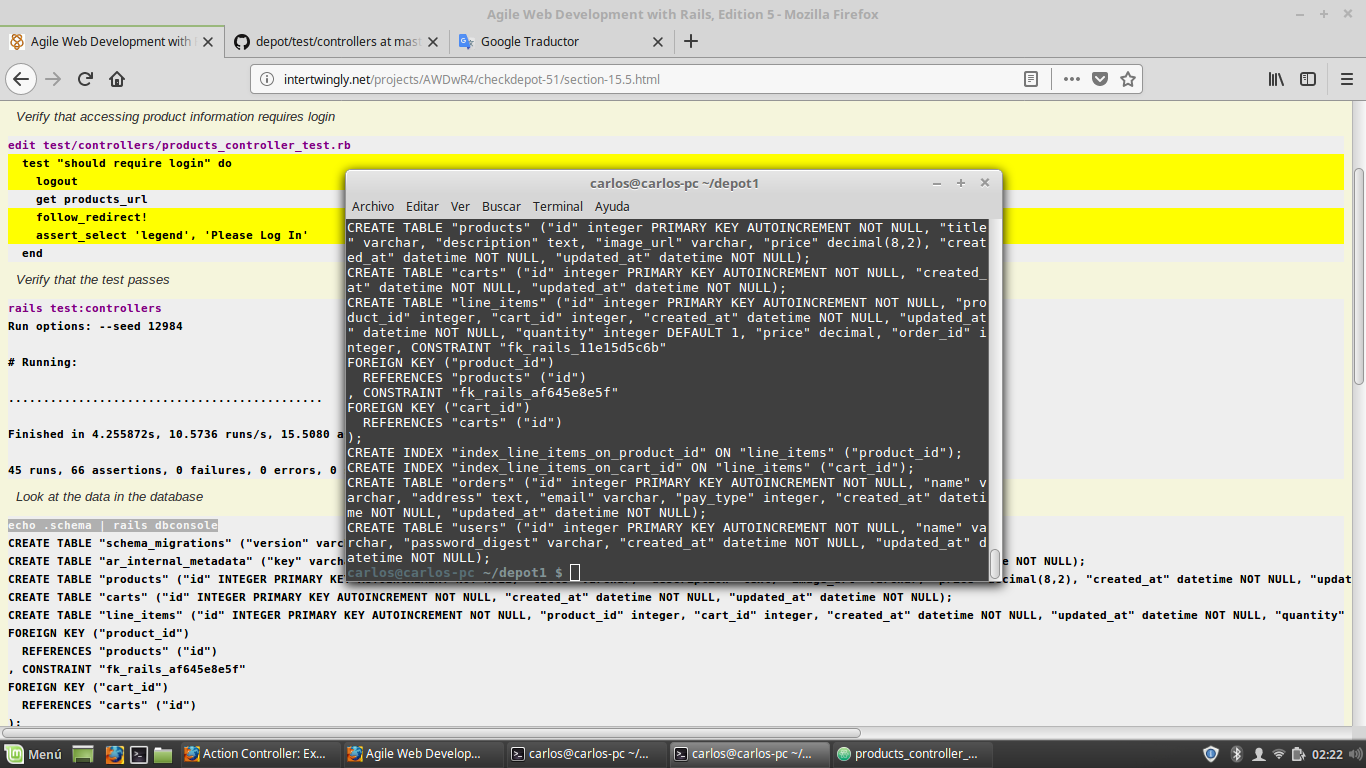 Agile Web Development with Rails, Edition 5 - Mozilla Firefox
Agile Web Development with
depot/test/controllers at mast
Google Traductor
intertwingly.net/projects/AWDwR4/checkdepot-51/section-15.5.html
Verify that accessing product information requires login
edit test/controllers/products_controller_test.rb
test "should require login" do
logout
get products_url
follow_redirect!
assert_select 'legend', 'Please Log In'
end
Verify that the test passes
rails test:controllers
Run options: --seed 12984
# Running:
.............................................
Finished in 4.255872s, 10.5736 runs/s, 15.5080 a
45 runs, 66 assertions, 0 failures, 0 errors, 0
Look at the data in the database
echo .schema | rails dbconsole
CREATE TABLE "schema_migrations" ("version" varc
CREATE TABLE "ar_internal_metadata" ("key" varch
me NOT NULL);
CREATE TABLE "products" ("id" INTEGER PRIMARY KE
decimal(8,2), "created_at" datetime NOT NULL, "updat
CREATE TABLE "carts" ("id" INTEGER PRIMARY KEY AUTOINCREMENT NOT NULL, "created_at" datetime NOT NULL, "updated_at" datetime NOT NULL);
CREATE TABLE "line_items" ("id" INTEGER PRIMARY KEY AUTOINCREMENT NOT NULL, "product_id" integer, "cart_id" integer, "created_at" datetime NOT NULL, "updated_at" datetime NOT NULL, "quantity"
FOREIGN KEY ("product_id")
REFERENCES "products" ("id")
, CONSTRAINT "fk_rails_af645e8e5f"
FOREIGN KEY ("cart_id")
REFERENCES "carts" ("id")
);
carlos@carlos-pc ~/depot1
Archivo Editar Ver Buscar Terminal Ayuda
CREATE TABLE "products" ("id" integer PRIMARY KEY AUTOINCREMENT NOT NULL, "title
" varchar, "description" text, "image_url" varchar, "price" decimal(8,2), "creat
ed_at" datetime NOT NULL, "updated_at" datetime NOT NULL);
CREATE TABLE "carts" ("id" integer PRIMARY KEY AUTOINCREMENT NOT NULL, "created_
at" datetime NOT NULL, "updated_at" datetime NOT NULL);
CREATE TABLE "line_items" ("id" integer PRIMARY KEY AUTOINCREMENT NOT NULL, "pro
duct_id" integer, "cart_id" integer, "created_at" datetime NOT NULL, "updated_at
" datetime NOT NULL, "quantity" integer DEFAULT 1, "price" decimal, "order_id" i
nteger, CONSTRAINT "fk_rails_11e15d5c6b"
FOREIGN KEY ("product_id")
REFERENCES "products" ("id")
, CONSTRAINT "fk_rails_af645e8e5f"
FOREIGN KEY ("cart_id")
REFERENCES "carts" ("id")
);
CREATE INDEX "index_line_items_on_product_id" ON "line_items" ("product_id");
CREATE INDEX "index_line_items_on_cart_id" ON "line_items" ("cart_id");
CREATE TABLE "orders" ("id" integer PRIMARY KEY AUTOINCREMENT NOT NULL, "name" v
archar, "address" text, "email" varchar, "pay_type" integer, "created_at" dateti
me NOT NULL, "updated_at" datetime NOT NULL);
CREATE TABLE "users" ("id" integer PRIMARY KEY AUTOINCREMENT NOT NULL, "name" va
rchar, "password_digest" varchar, "created_at" datetime NOT NULL, "updated_at" d
atetime NOT NULL);
carlos@carlos-pc ~/depot1 $
Menú
Action Controller: Ex...
Agile Web Develop...
carlos@carlos-pc ~/...
carlos@carlos-pc ~/...
products_controller_...
02:22